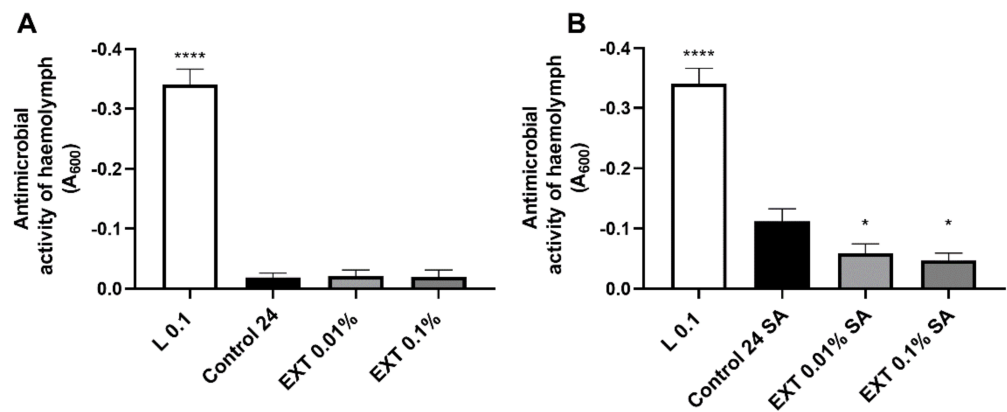 A
Antimicrobial
activity of haemolymph
(A600)
-0.4
-0.3
-0.2
-0.1
0.0
****
L 0.1
Control 24
EXT 0.01%
EXT 0.1%
B
Antimicrobial
activity of haemolymph
(A600)
-0.4
-0.3
-0.2
-0.1
0.0
****
*
*
L 0.1
Control 24 SA
EXT 0.01% SA
EXT 0.1% SA